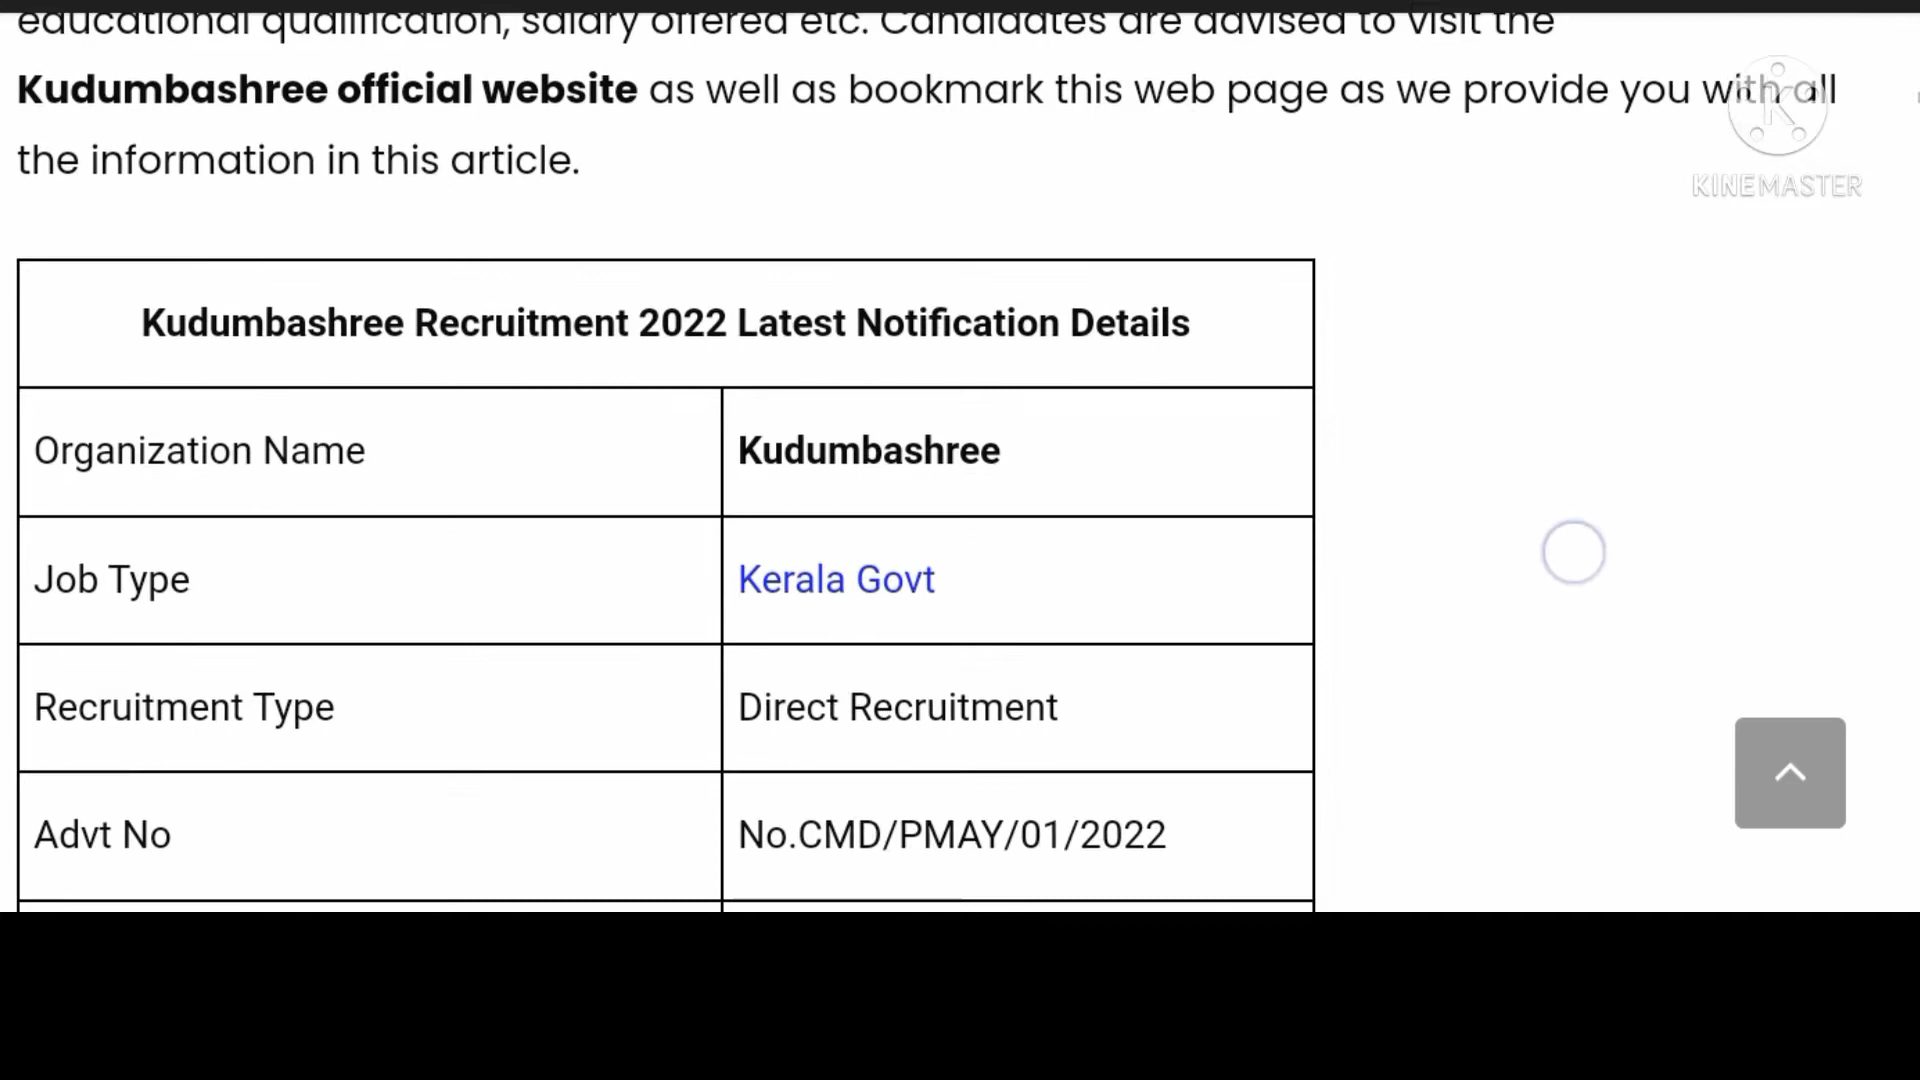 educational qualification, salary offered etc. Candidates are advised to visit the
Kudumbashree official website as well as bookmark this web page as we provide you with all
the information in this article.
K
KINEMASTER
Kudumbashree Recruitment 2022 Latest Notification Details
Organization Name Kudumbashree
Job Type Kerala Govt
Recruitment Type Direct Recruitment
Advt No No.CMD/PMAY/01/2022